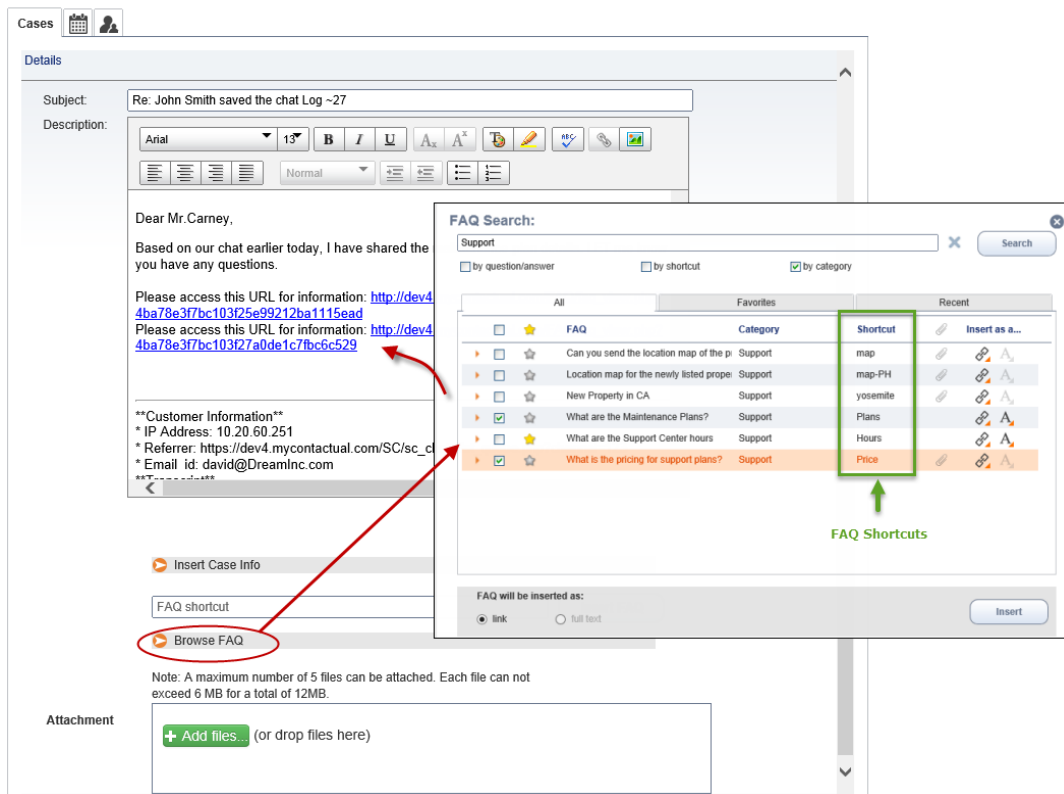 Cases
Details
Subject:
Re: John Smith saved the chat Log ~27
Description:
Arial
13
B I U Ax Ax ABC
Normal
Dear Mr.Carney,
Based on our chat earlier today, I have shared the
you have any questions.
Please access this URL for information: http://dev4.
4ba78e3f7bc103f25e99212ba1115ead
Please access this URL for information: http://dev4.
4ba78e3f7bc103f27a0de1c7fbc6c529
**Customer Information**
* IP Address: 10.20.60.251
* Referrer: https://dev4.mycontactual.com/SC/sc_cl
* Email id: david@DreamInc.com
**Transcript**
Insert Case Info
FAQ shortcut
Browse FAQ
Note: A maximum number of 5 files can be attached. Each file can not
exceed 6 MB for a total of 12MB.
Attachment
+ Add files... (or drop files here)
FAQ Search:
Support
Search
by question/answer by shortcut by category
All Favorites Recent
FAQ Category Shortcut Insert as a...
Can you send the location map of the p Support map A
Location map for the newly listed prope Support map-PH A
New Property in CA Support yosemite A
What are the Maintenance Plans? Support Plans A
What are the Support Center hours Support Hours A
What is the pricing for support plans? Support Price A
FAQ Shortcuts
FAQ will be inserted as:
link full text
Insert